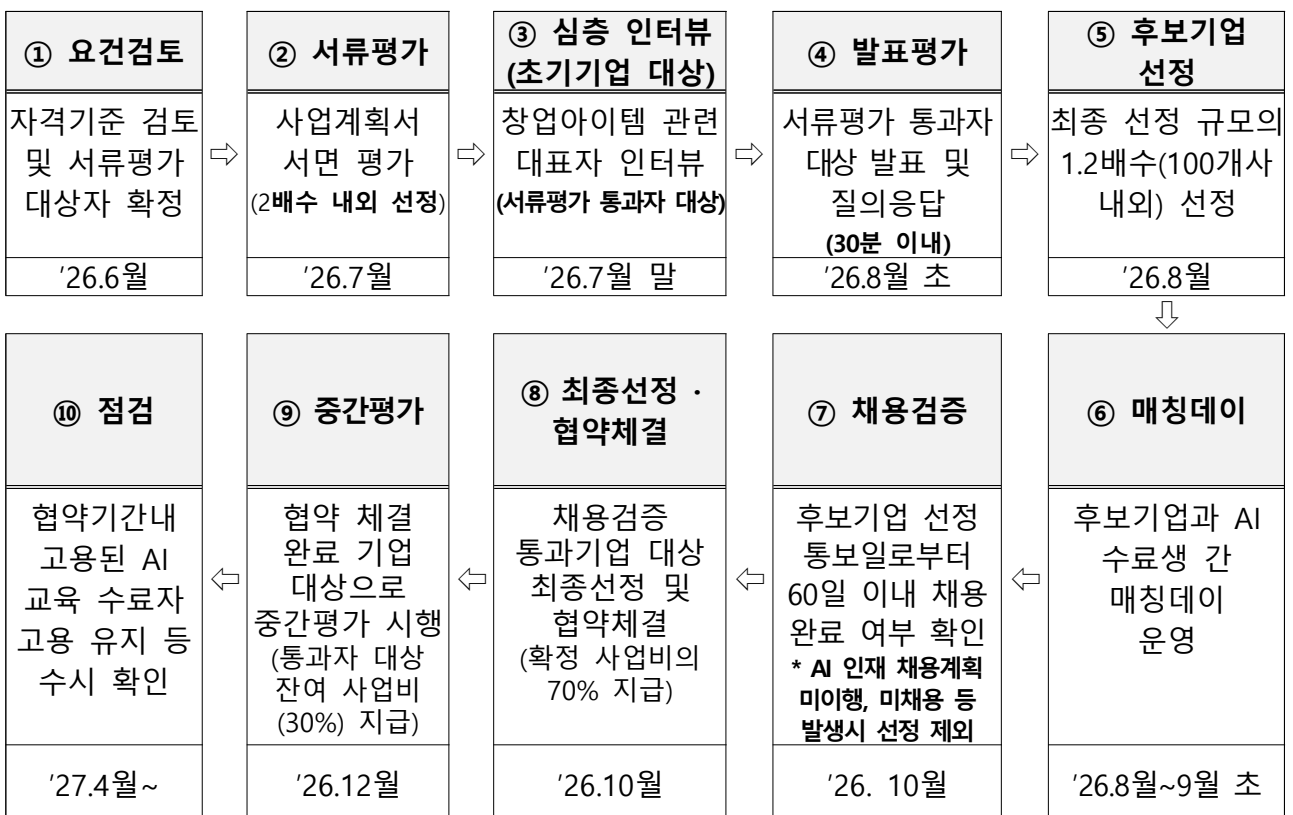 ① 요건검토
자격기준 검토
및 서류평가
대상자 확정
'26.6월
⇨
② 서류평가
사업계획서
서면 평가
(2배수 내외 선정)
'26.7월
⇨
③ 심층 인터뷰
(초기기업 대상)
창업아이템 관련
대표자 인터뷰
(서류평가 통과자 대상)
'26.7월 말
⇨
④ 발표평가
서류평가 통과자
대상 발표 및
질의응답
(30분 이내)
'26.8월 초
⇨
⑤ 후보기업
선정
최종 선정 규모의
1.2배수(100개사
내외) 선정
'26.8월
⇩
⑥ 매칭데이
후보기업과 AI
수료생 간
매칭데이
운영
'26.8월~9월 초
⇦
⑦ 채용검증
후보기업 선정
통보일로부터
60일 이내 채용
완료 여부 확인
* AI 인재 채용계획
미이행, 미채용 등
발생시 선정 제외
'26. 10월
⇦
⑧ 최종선정 ·
협약체결
채용검증
통과기업 대상
최종선정 및
협약체결
(확정 사업비의
70% 지급)
'26.10월
⇦
⑨ 중간평가
협약 체결
완료 기업
대상으로
중간평가 시행
(통과자 대상
잔여 사업비
(30%) 지급)
'26.12월
⇦
⑩ 점검
협약기간내
고용된 AI
교육 수료자
고용 유지 등
수시 확인
'27.4월~